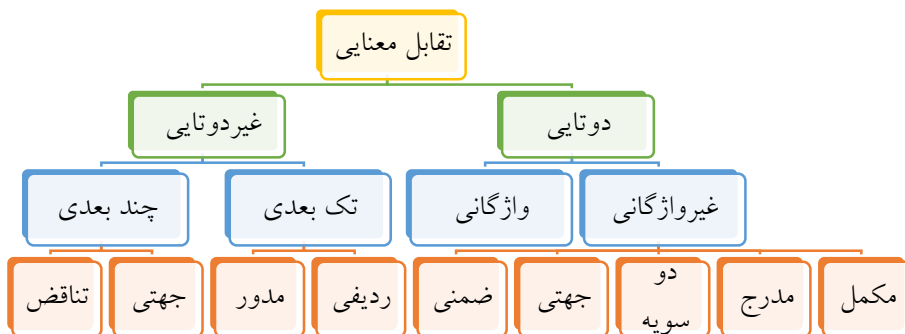 تقابل معنایی
دوتایی
غیردوتایی
غیرواژگانی
واژگانی
تک بعدی
چند بعدی
مکمل
مدرج
دو
سویه
جهتی
ضمنی
ردیفی
مدور
جهتی
تناقض